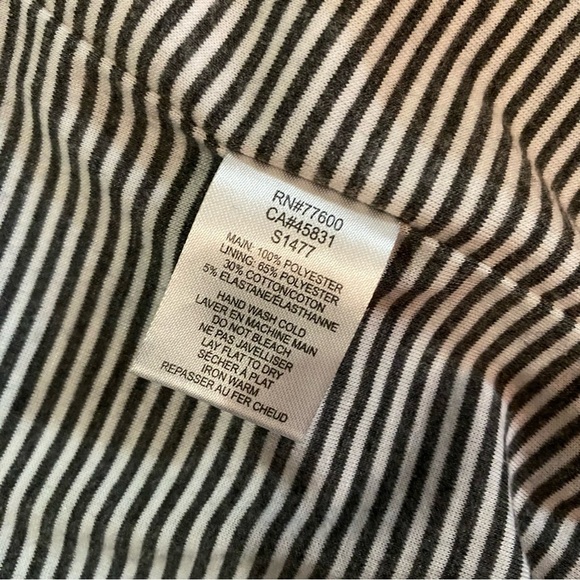 RN#77600
CA#45831
S1477
MAIN: 100% POLYESTER
LINING: 65% POLYESTER
30% COTTON/COTON
5% ELASTANE/ÉLASTHANNE
HAND WASH COLD
LAVER EN MACHINE MAIN
DO NOT BLEACH
NE PAS JAVELLISER
LAY FLAT TO DRY
SÉCHER À PLAT
IRON WARM
REPASSER AU FER CHEUD